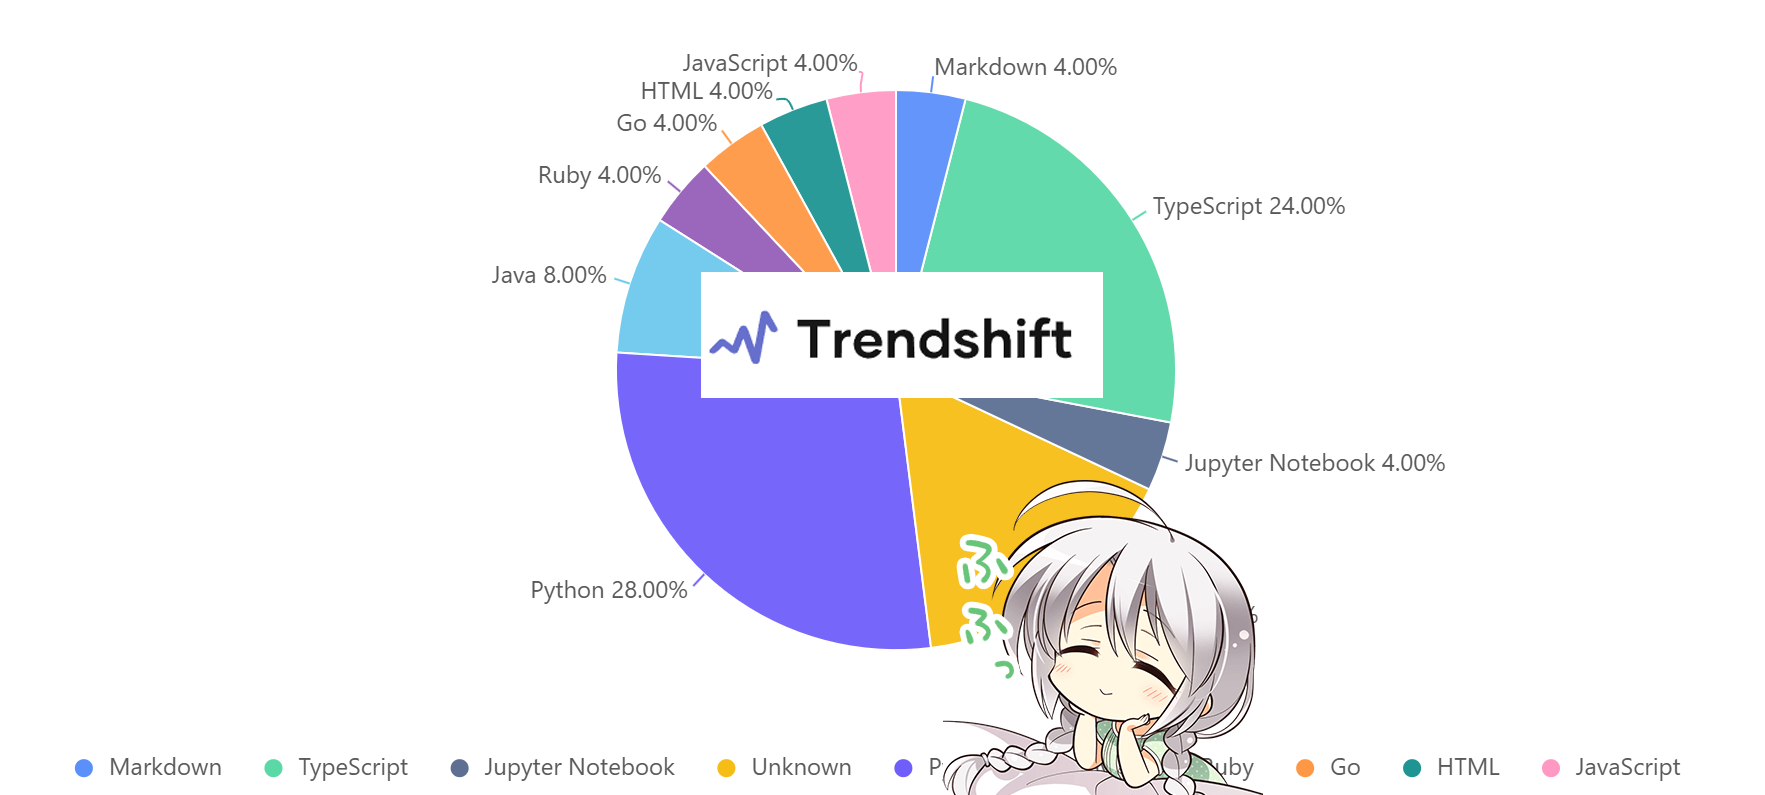 JavaScript 4.00%
Markdown 4.00%
HTML 4.00%
Go 4.00%
Ruby 4.00%
TypeScript 24.00%
Java 8.00%
Trendshift
Jupyter Notebook 4.00%
Python 28.00%
ふ
ふ
っ
Markdown
TypeScript
Jupyter Notebook
Unknown
Go
HTML
JavaScript